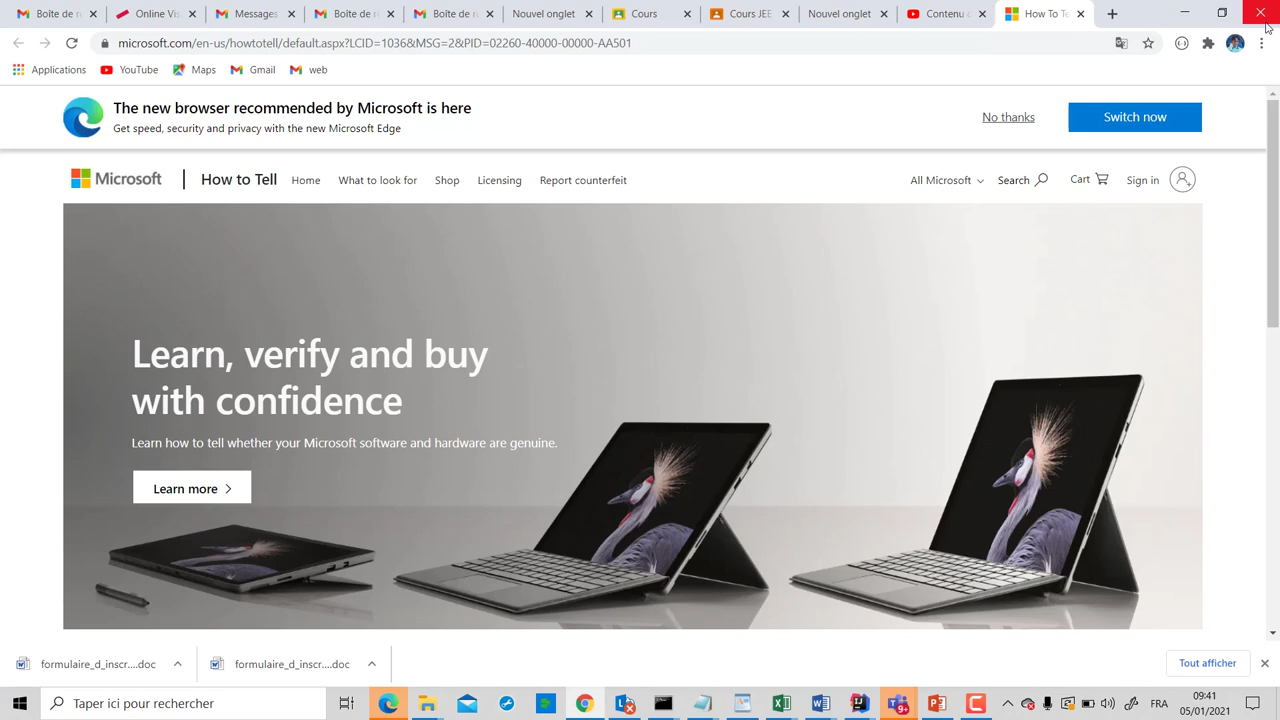 Boîte de r
Online Vis
Messages
Boîte de r
Boîte de r
Nouvel onglet
Cours
Cours JEE
Nouvel onglet
Contenu c
How To Te
microsoft.com/en-us/howtotell/default.aspx?LCID=1036&MSG=2&PID=02260-40000-00000-AA501
Applications
YouTube
Maps
Gmail
web
The new browser recommended by Microsoft is here
Get speed, security and privacy with the new Microsoft Edge
No thanks
Switch now
Microsoft
How to Tell
Home
What to look for
Shop
Licensing
Report counterfeit
All Microsoft
Search
Cart
Sign in
Learn, verify and buy
with confidence
Learn how to tell whether your Microsoft software and hardware are genuine.
Learn more
formulaire_d_inscr....doc
formulaire_d_inscr....doc
Tout afficher
Taper ici pour rechercher
9+
FRA
09:41
05/01/2021